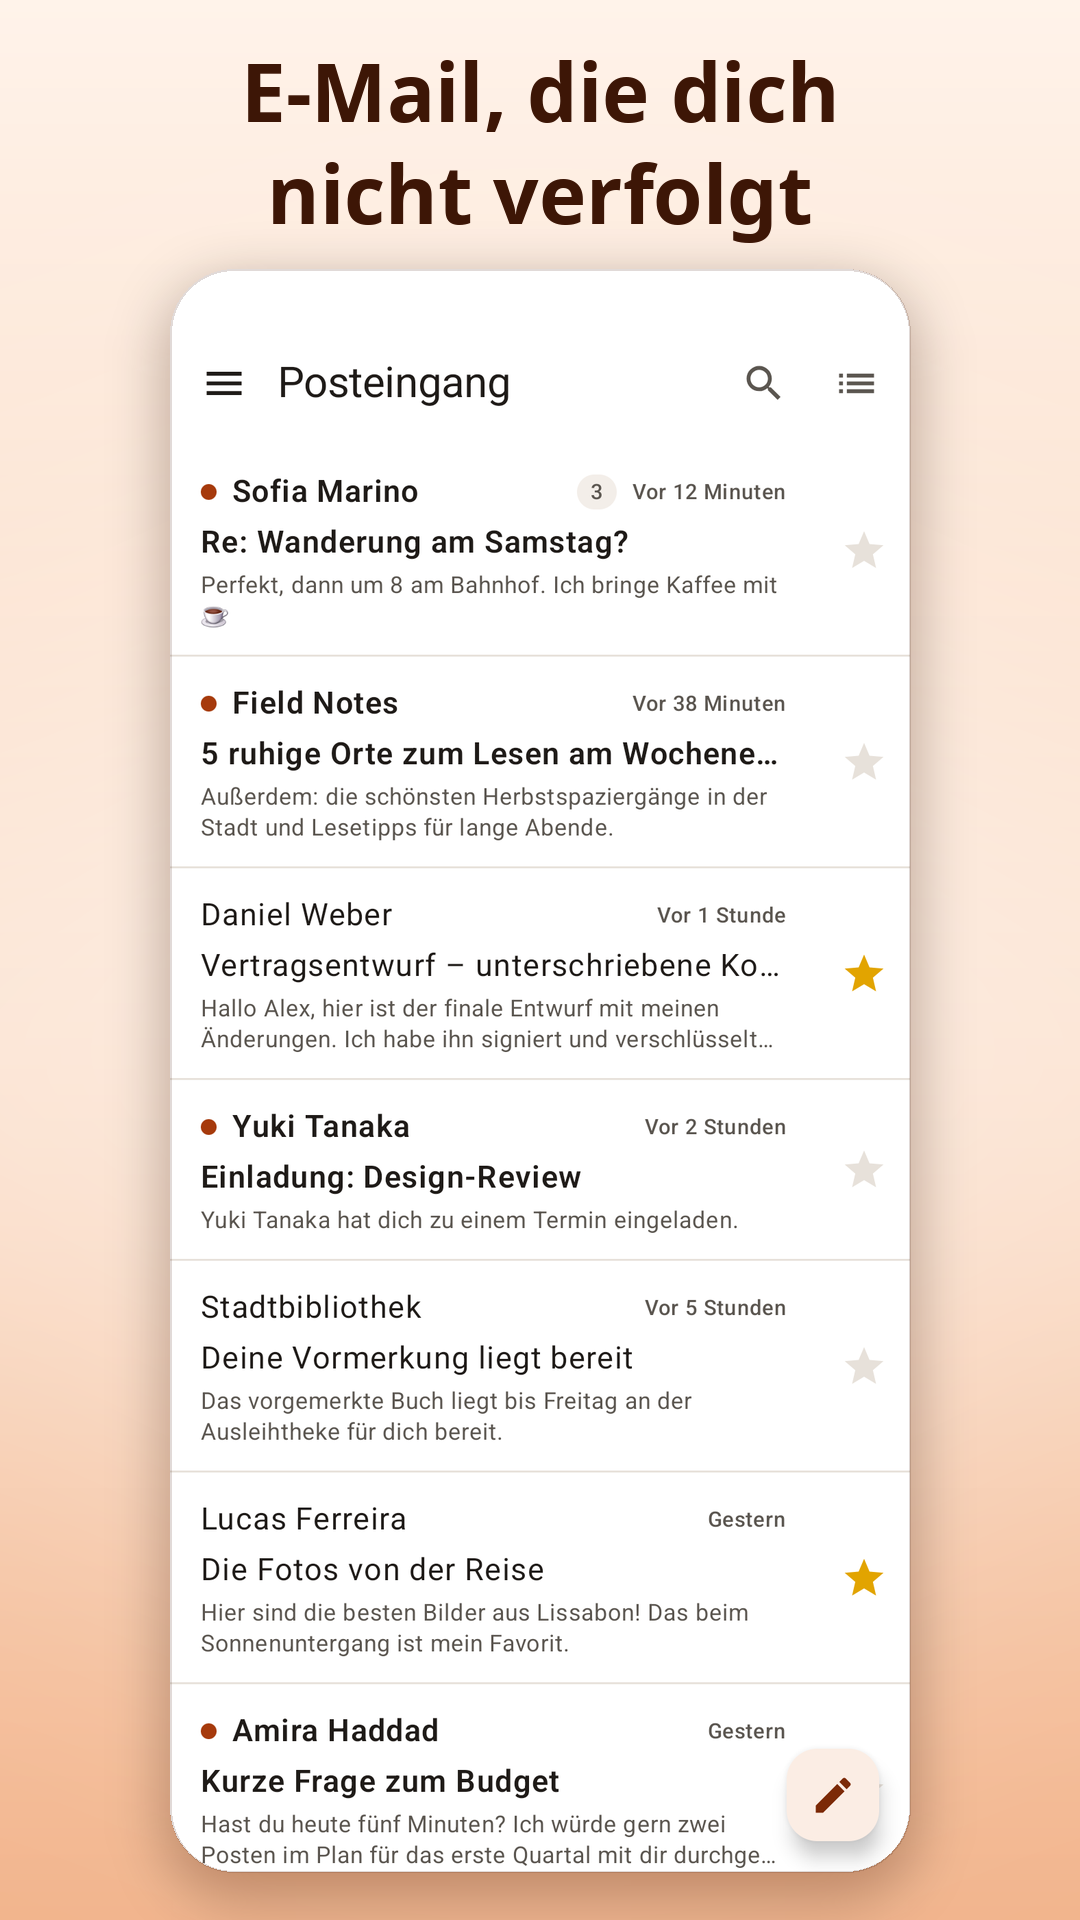 E-Mail, die dich
nicht verfolgt
Posteingang
Sofia Marino 3 Vor 12 Minuten
Re: Wanderung am Samstag?
Perfekt, dann um 8 am Bahnhof. Ich bringe Kaffee mit
☕
Field Notes Vor 38 Minuten
5 ruhige Orte zum Lesen am Wochene…
Außerdem: die schönsten Herbstspaziergänge in der
Stadt und Lesetipps für lange Abende.
Daniel Weber Vor 1 Stunde
Vertragsentwurf – unterschriebene Ko…
Hallo Alex, hier ist der finale Entwurf mit meinen
Änderungen. Ich habe ihn signiert und verschlüsselt…
Yuki Tanaka Vor 2 Stunden
Einladung: Design-Review
Yuki Tanaka hat dich zu einem Termin eingeladen.
Stadtbibliothek Vor 5 Stunden
Deine Vormerkung liegt bereit
Das vorgemerkte Buch liegt bis Freitag an der
Ausleihtheke für dich bereit.
Lucas Ferreira Gestern
Die Fotos von der Reise
Hier sind die besten Bilder aus Lissabon! Das beim
Sonnenuntergang ist mein Favorit.
Amira Haddad Gestern
Kurze Frage zum Budget
Hast du heute fünf Minuten? Ich würde gern zwei
Posten im Plan für das erste Quartal mit dir durchge…